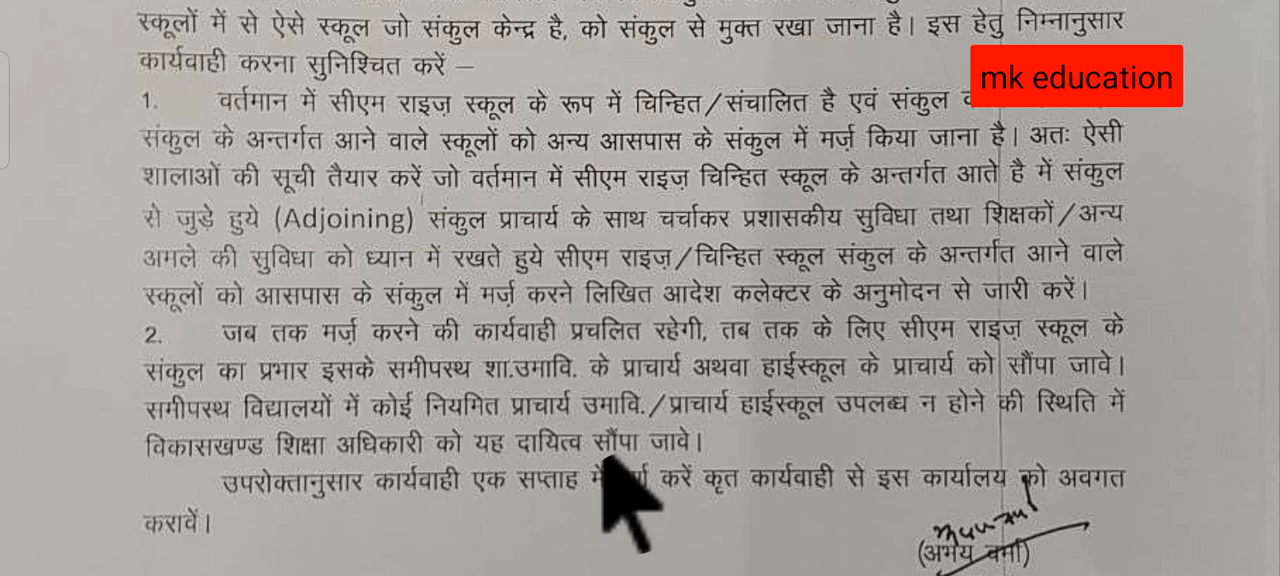 स्कूलों में से ऐसे स्कूल जो संकुल केन्द्र है, को संकुल से मुक्त रखा जाना है। इस हेतु निम्नानुसार
कार्यवाही करना सुनिश्चित करें –
mk education
1. वर्तमान में सीएम राइज़ स्कूल के रूप में चिन्हित/संचालित है एवं संकुल
संकुल के अन्तर्गत आने वाले स्कूलों को अन्य आसपास के संकुल में मर्ज़ किया जाना है। अतः ऐसी
शालाओं की सूची तैयार करें जो वर्तमान में सीएम राइज़ चिन्हित स्कूल के अन्तर्गत आते है में संकुल
से जुड़े हुये (Adjoining) संकुल प्राचार्य के साथ चर्चाकर प्रशासकीय सुविधा तथा शिक्षकों/अन्य
अमले की सुविधा को ध्यान में रखते हुये सीएम राइज़/चिन्हित स्कूल संकुल के अन्तर्गत आने वाले
स्कूलों को आसपास के संकुल में मर्ज़ करने लिखित आदेश कलेक्टर के अनुमोदन से जारी करें।
2. जब तक मर्ज़ करने की कार्यवाही प्रचलित रहेगी, तब तक के लिए सीएम राइज़ स्कूल के
संकुल का प्रभार इसके समीपस्थ शा.उमावि. के प्राचार्य अथवा हाईस्कूल के प्राचार्य को सौंपा जावे।
समीपस्थ विद्यालयों में कोई नियमित प्राचार्य उमावि./प्राचार्य हाईस्कूल उपलब्ध न होने की स्थिति में
विकासखण्ड शिक्षा अधिकारी को यह दायित्व सौंपा जावे।
उपरोक्तानुसार कार्यवाही एक सप्ताह करें कृत कार्यवाही से इस कार्यालय को अवगत
करावें।
(अभय वर्मा)